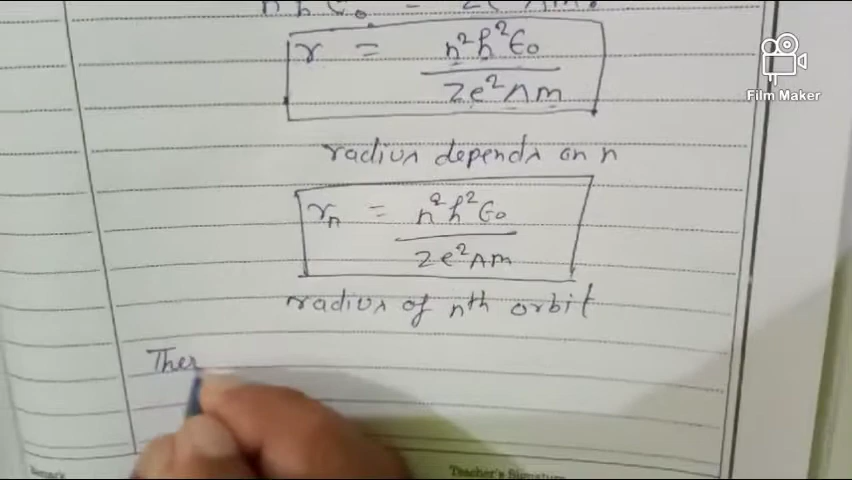 r = n²h²ϵ₀ / Ze²πm
Film Maker
radius depends on n
rₙ = n²h²ϵ₀ / Ze²πm
radius of nth orbit
Ther
Teacher's Signature